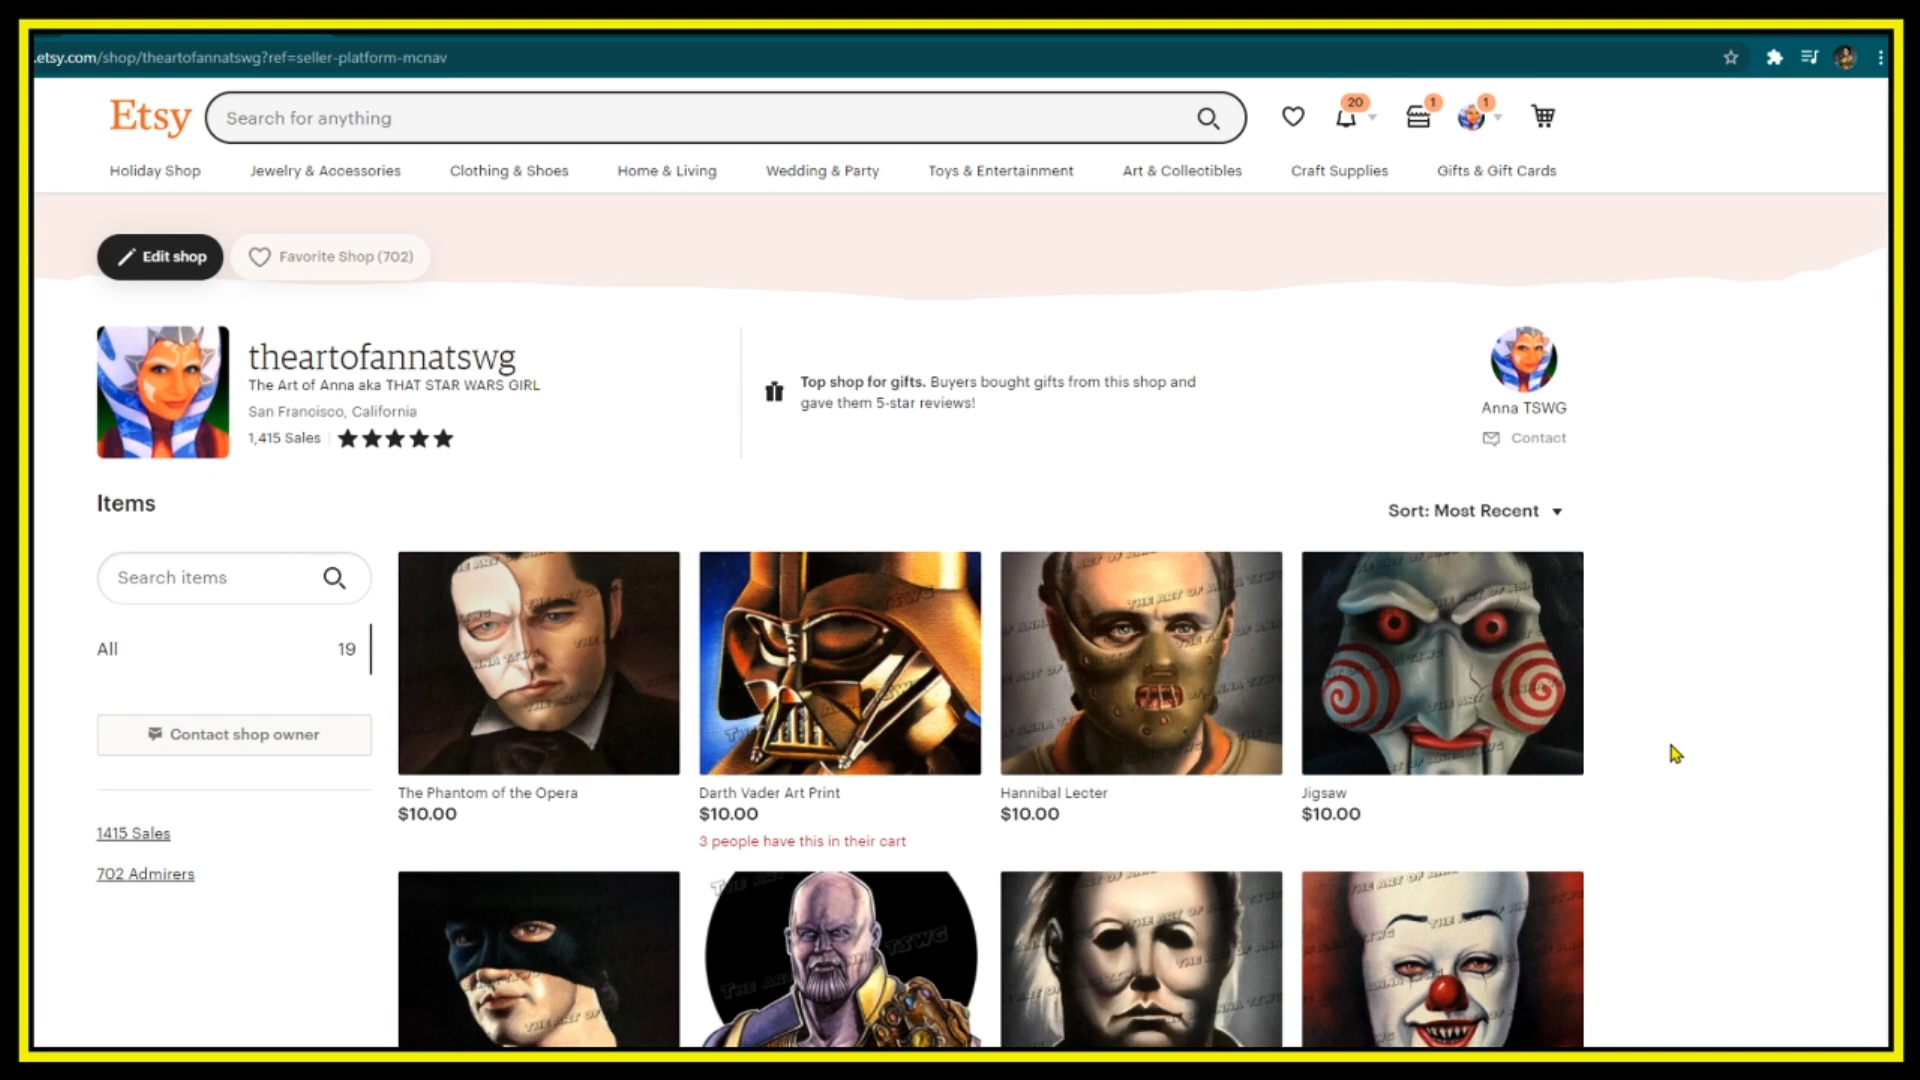 .etsy.com/shop/theartofannatswg?ref=seller-platform-mcnav
Etsy
Search for anything
20
1
1
Holiday Shop
Jewelry & Accessories
Clothing & Shoes
Home & Living
Wedding & Party
Toys & Entertainment
Art & Collectibles
Craft Supplies
Gifts & Gift Cards
Edit shop
Favorite Shop (702)
theartofannatswg
The Art of Anna aka THAT STAR WARS GIRL
San Francisco, California
1,415 Sales
Top shop for gifts. Buyers bought gifts from this shop and
gave them 5-star reviews!
Anna TSWG
Contact
Items
Sort: Most Recent
Search items
All
19
Contact shop owner
1415 Sales
702 Admirers
The Phantom of the Opera
$10.00
Darth Vader Art Print
$10.00
3 people have this in their cart
Hannibal Lecter
$10.00
Jigsaw
$10.00